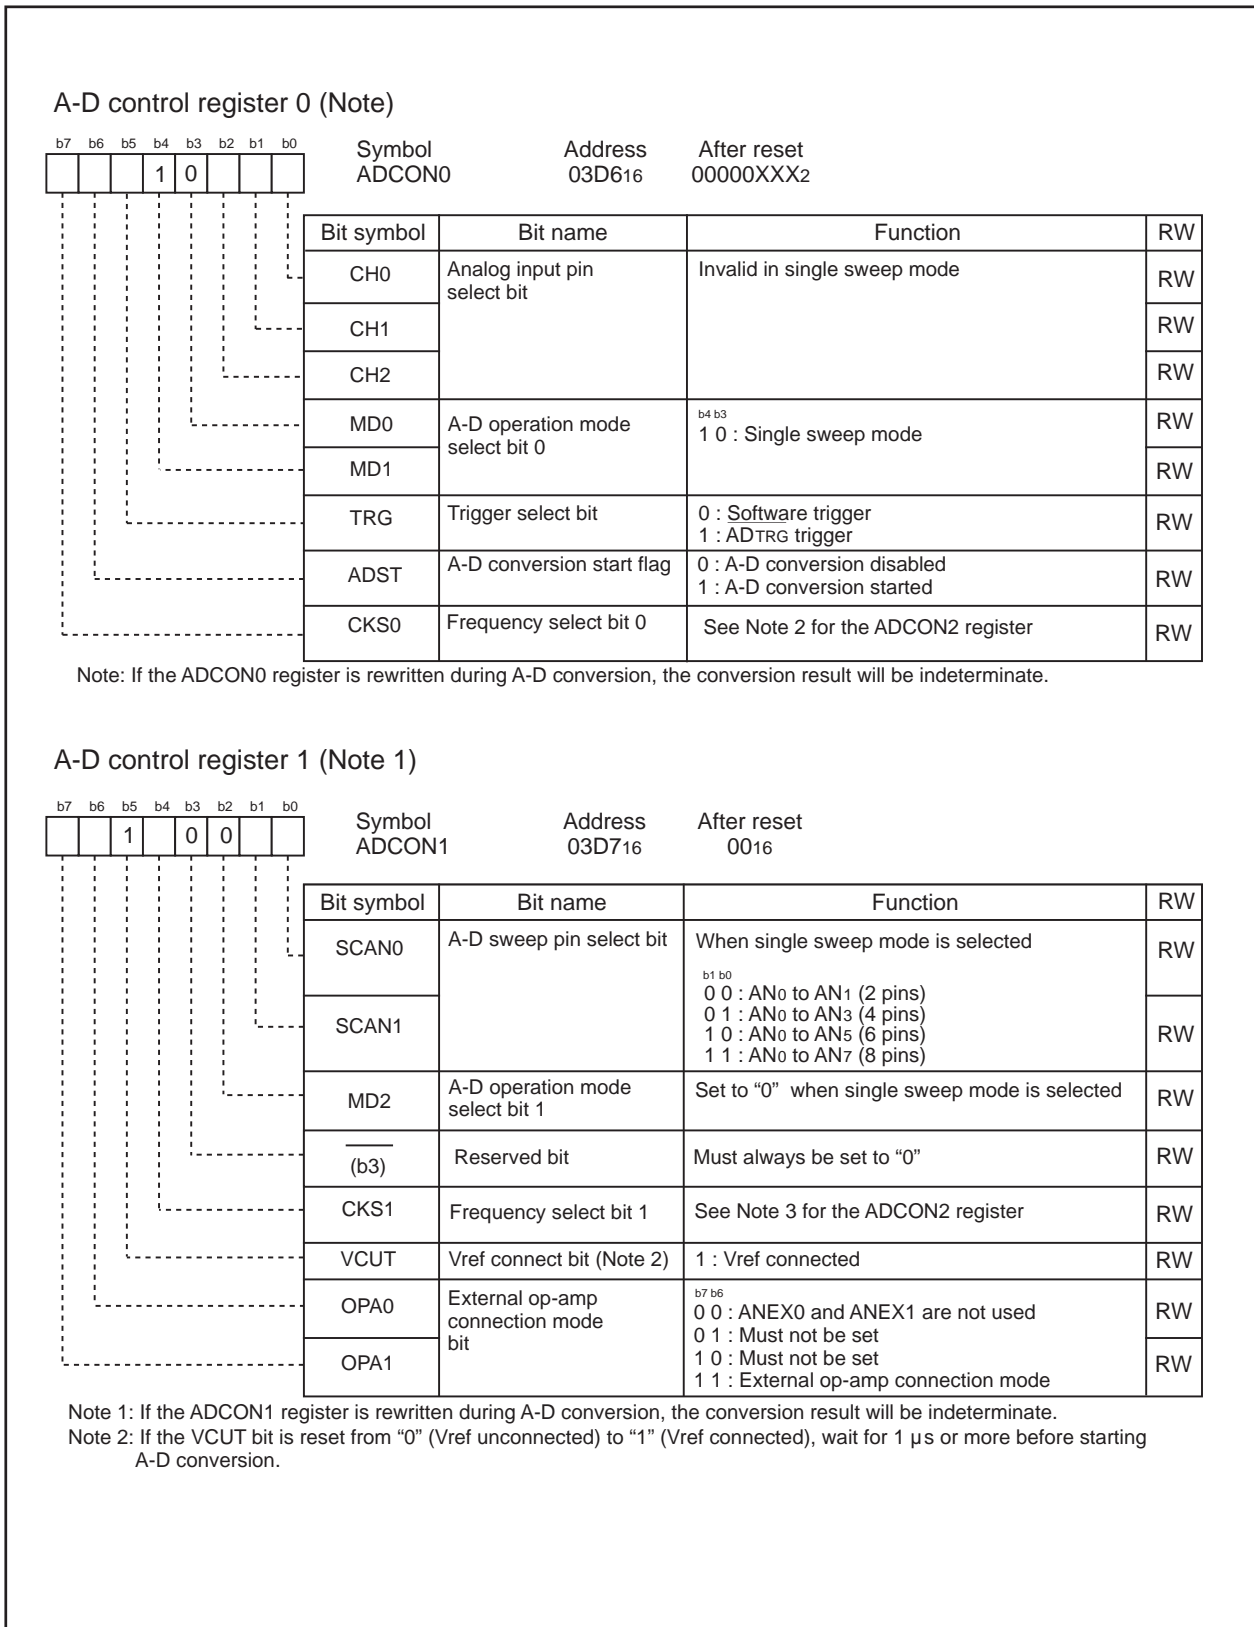 A-D control register 0 (Note)
b7 b6 b5 b4 b3 b2 b1 b0
1 0
Symbol Address After reset
ADCON0 03D616 00000XXX2
Bit symbol Bit name Function RW
CH0 Analog input pin select bit Invalid in single sweep mode RW
CH1 RW
CH2 RW
MD0 A-D operation mode select bit 0 b4 b3 RW
1 0 : Single sweep mode
MD1 RW
TRG Trigger select bit 0 : Software trigger RW
1 : ADTRG trigger
ADST A-D conversion start flag 0 : A-D conversion disabled RW
1 : A-D conversion started
CKS0 Frequency select bit 0 See Note 2 for the ADCON2 register RW
Note: If the ADCON0 register is rewritten during A-D conversion, the conversion result will be indeterminate.
A-D control register 1 (Note 1)
b7 b6 b5 b4 b3 b2 b1 b0
1 0 0
Symbol Address After reset
ADCON1 03D716 0016
Bit symbol Bit name Function RW
SCAN0 A-D sweep pin select bit When single sweep mode is selected RW
b1 b0
0 0 : AN0 to AN1 (2 pins)
0 1 : AN0 to AN3 (4 pins)
SCAN1 1 0 : AN0 to AN5 (6 pins) RW
1 1 : AN0 to AN7 (8 pins)
MD2 A-D operation mode select bit 1 Set to “0” when single sweep mode is selected RW
(b3) Reserved bit Must always be set to “0” RW
CKS1 Frequency select bit 1 See Note 3 for the ADCON2 register RW
VCUT Vref connect bit (Note 2) 1 : Vref connected RW
OPA0 External op-amp connection mode bit b7 b6 RW
0 0 : ANEX0 and ANEX1 are not used
0 1 : Must not be set
OPA1 1 0 : Must not be set RW
1 1 : External op-amp connection mode
Note 1: If the ADCON1 register is rewritten during A-D conversion, the conversion result will be indeterminate.
Note 2: If the VCUT bit is reset from “0” (Vref unconnected) to “1” (Vref connected), wait for 1 µs or more before starting
A-D conversion.